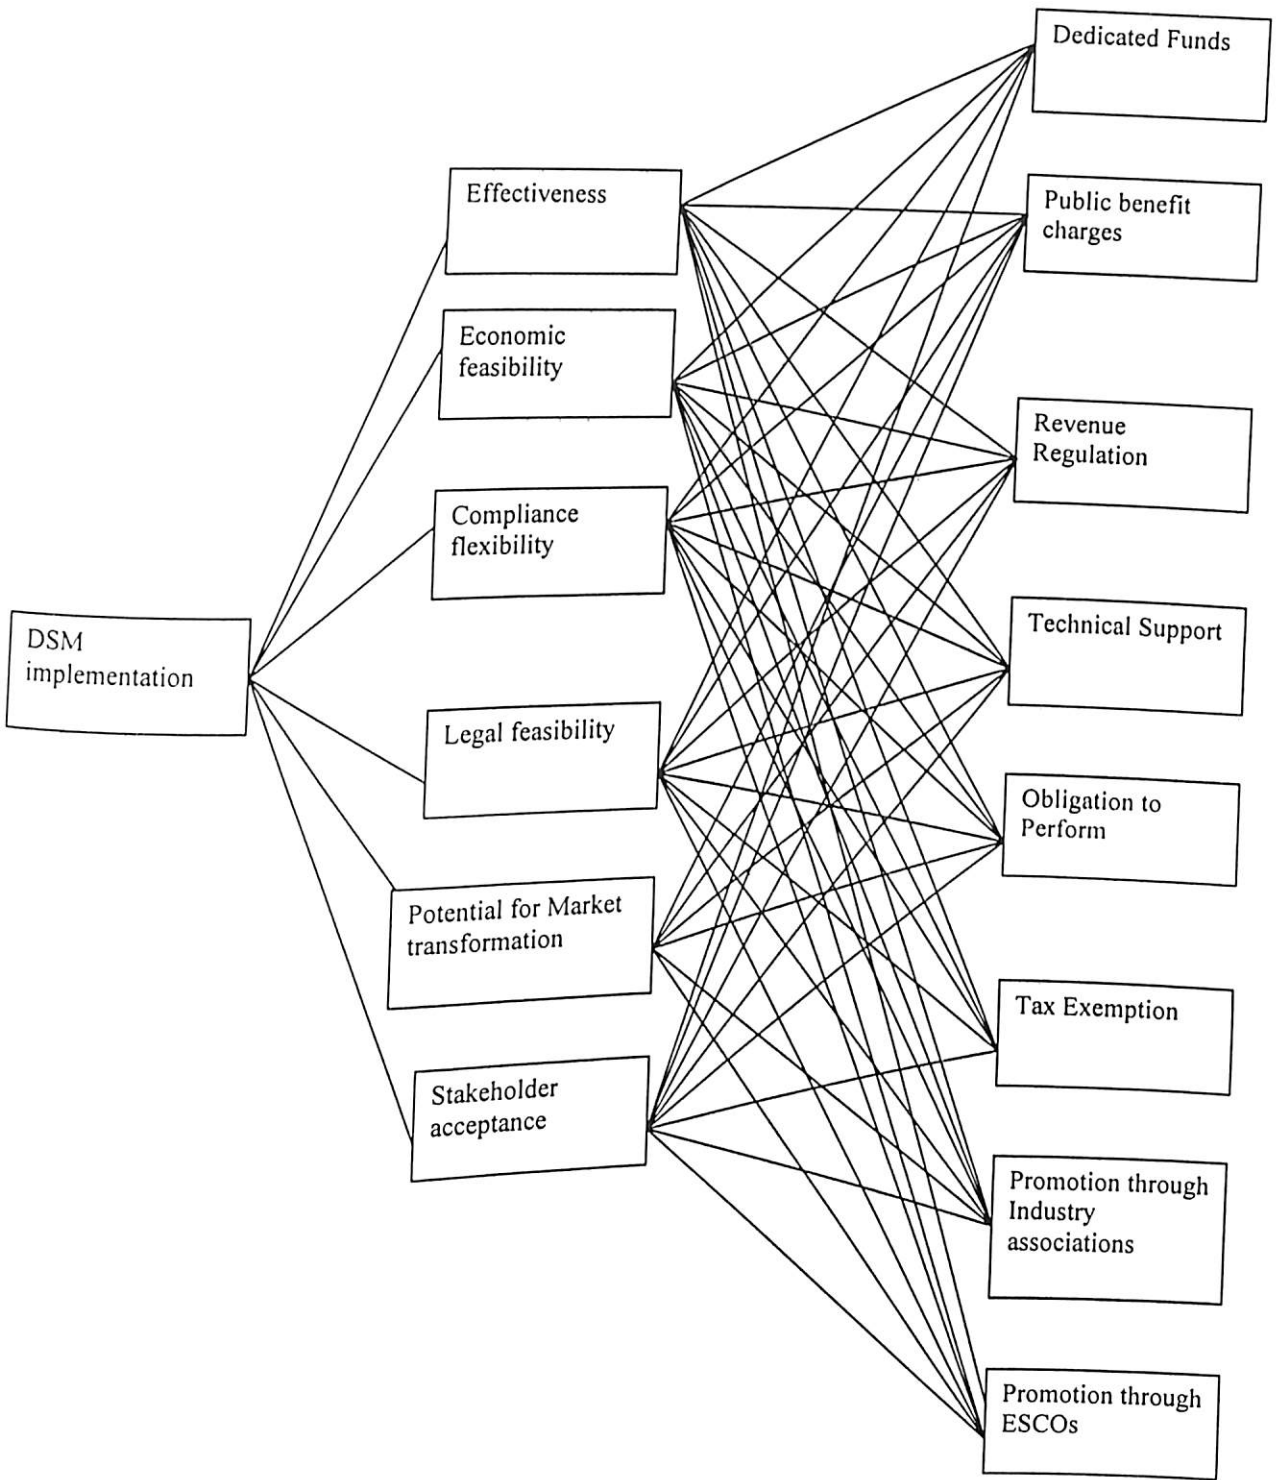 DSM
implementation
Effectiveness
Economic
feasibility
Compliance
flexibility
Legal feasibility
Potential for Market
transformation
Stakeholder
acceptance
Dedicated Funds
Public benefit
charges
Revenue
Regulation
Technical Support
Obligation to
Perform
Tax Exemption
Promotion through
Industry
associations
Promotion through
ESCOs